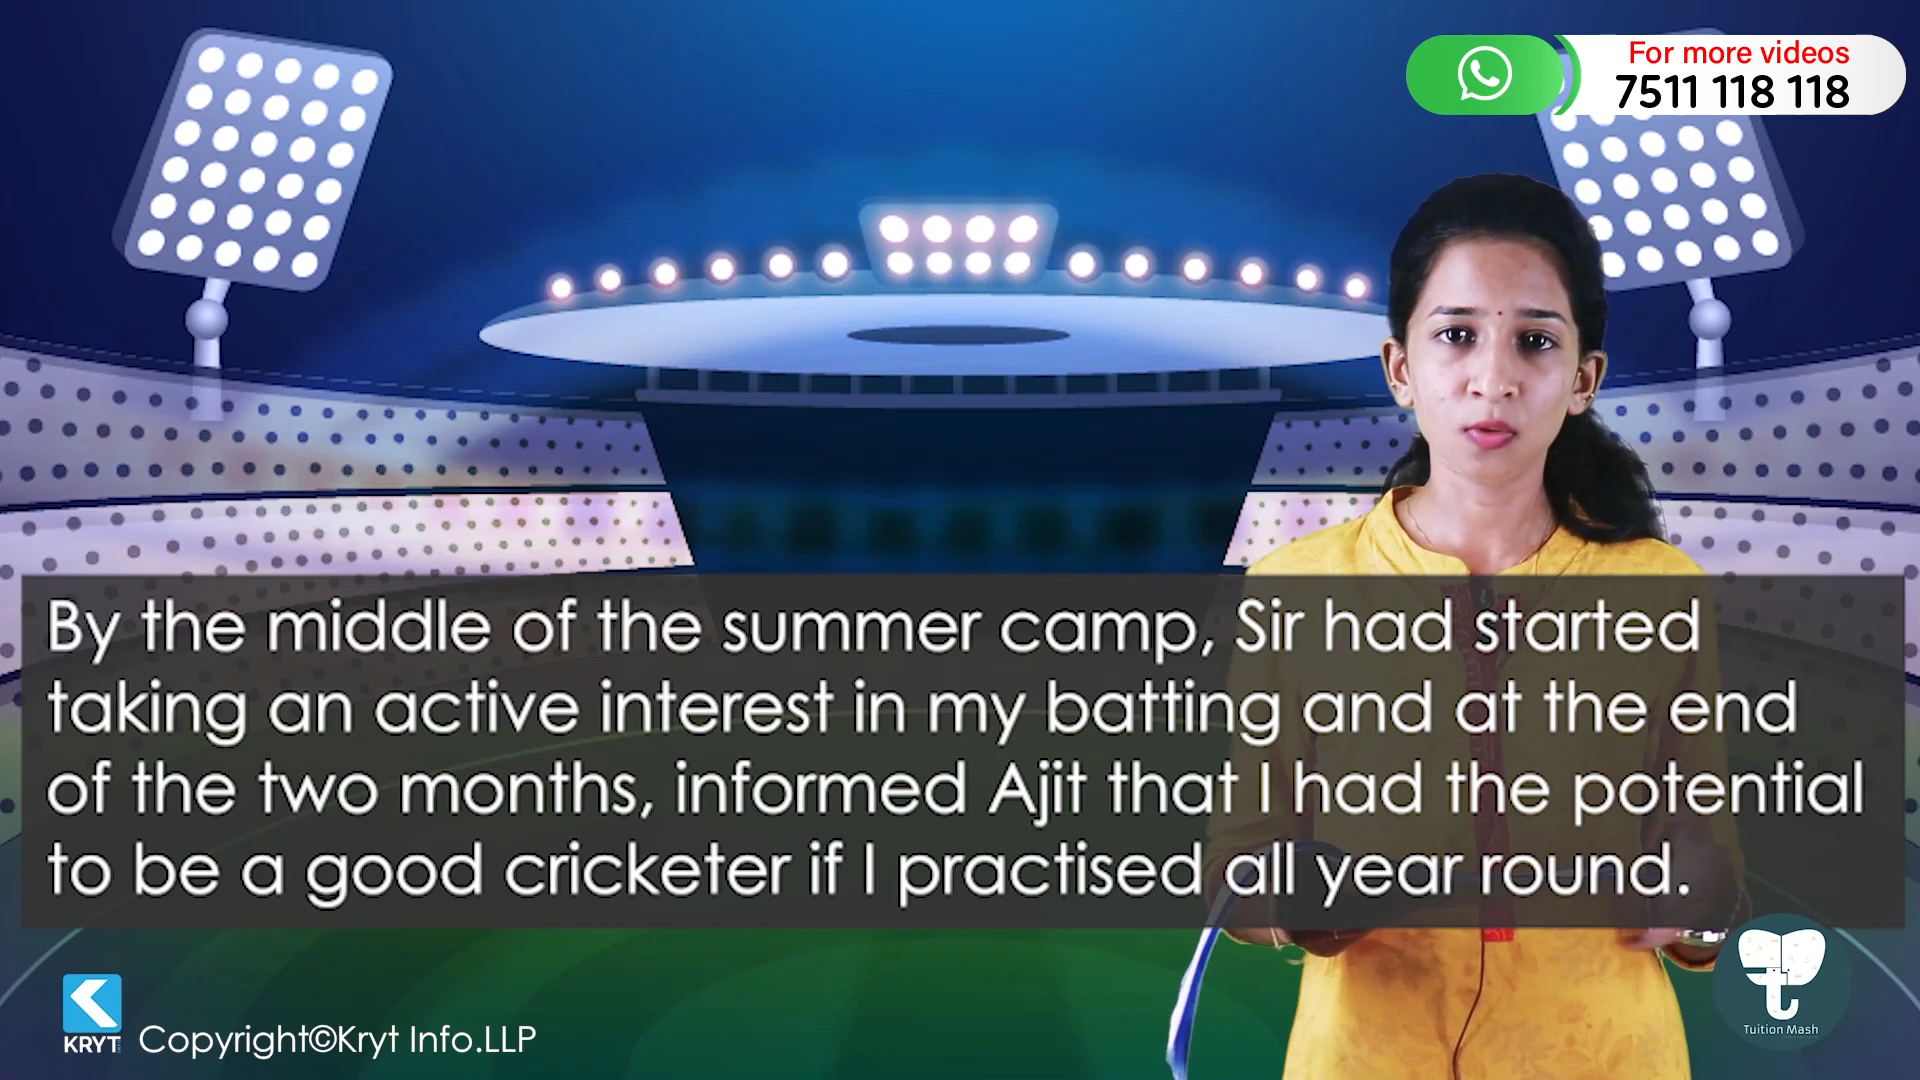 For more videos
7511 118 118
By the middle of the summer camp, Sir had started
taking an active interest in my batting and at the end
of the two months, informed Ajit that I had the potential
to be a good cricketer if I practised all year round.
KRYT
Copyright©Kryt Info.LLP
Tuition Mash